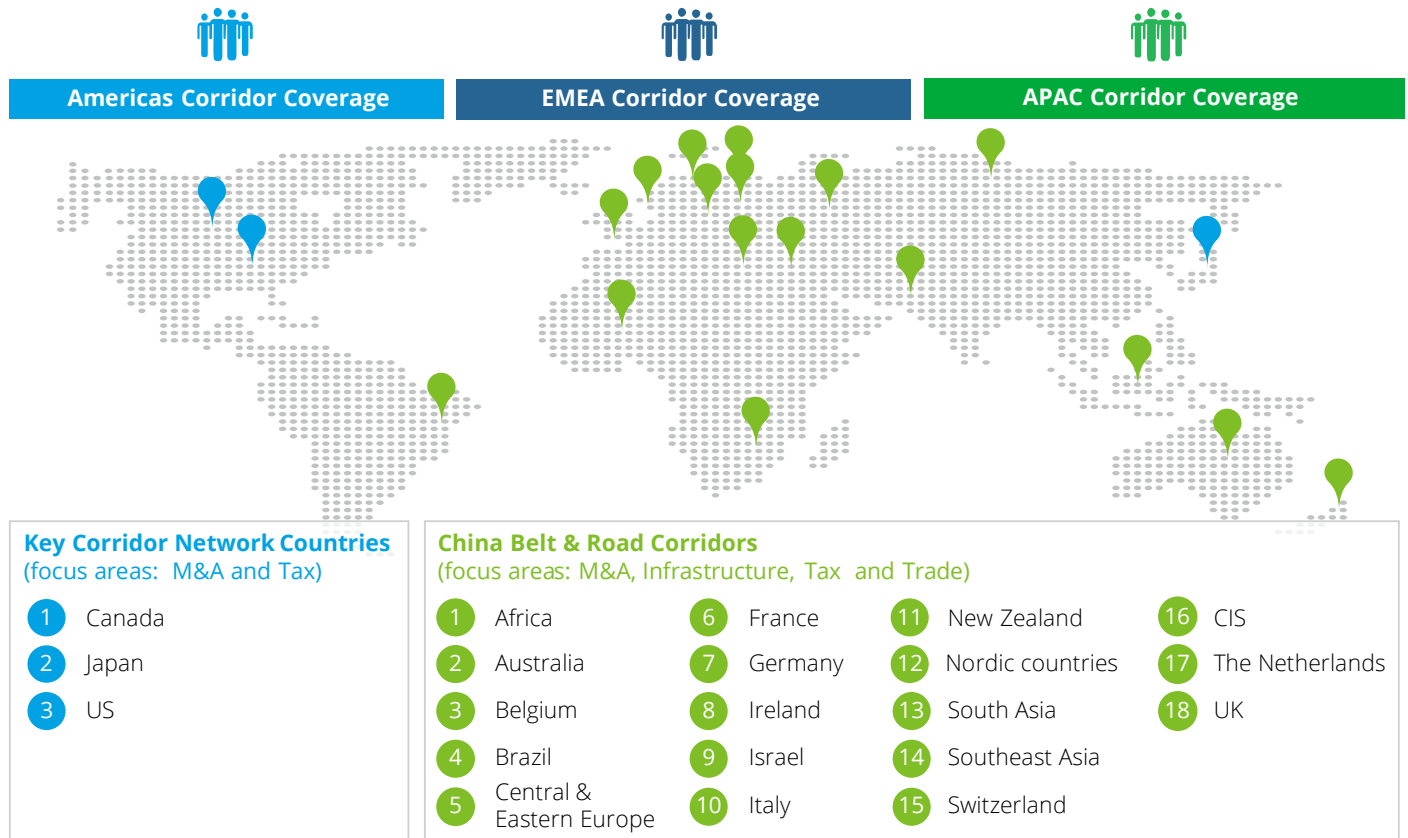 Americas Corridor Coverage
EMEA Corridor Coverage
APAC Corridor Coverage
Key Corridor Network Countries
(focus areas: M&A and Tax)
1 Canada
2 Japan
3 US
China Belt & Road Corridors
(focus areas: M&A, Infrastructure, Tax and Trade)
1 Africa
2 Australia
3 Belgium
4 Brazil
5 Central &
Eastern Europe
6 France
7 Germany
8 Ireland
9 Israel
10 Italy
11 New Zealand
12 Nordic countries
13 South Asia
14 Southeast Asia
15 Switzerland
16 CIS
17 The Netherlands
18 UK